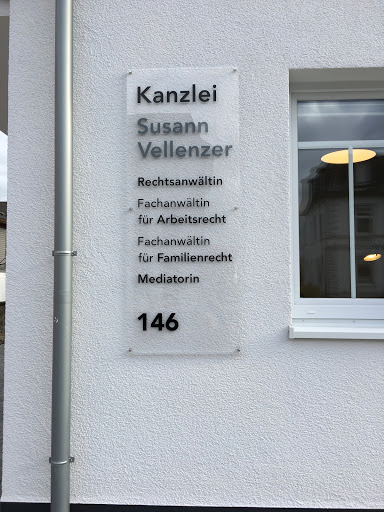 Kanzlei
Susann
Vellenzer
Rechtsanwältin
Fachanwältin
für Arbeitsrecht
Fachanwältin
für Familienrecht
Mediatorin
146